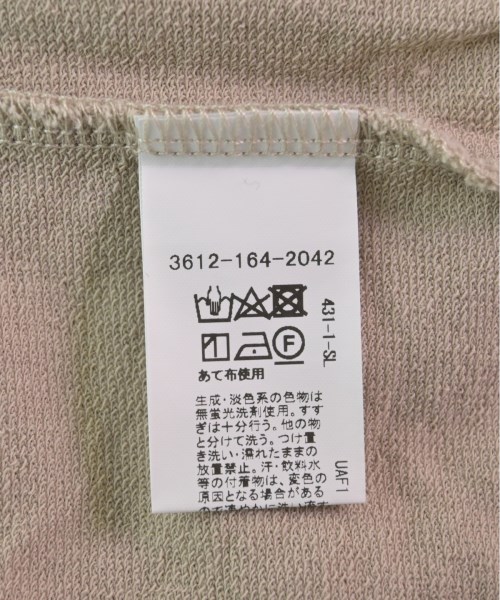 3612-164-2042
431-1-SL
F
あて布使用
生成・淡色系の色物は
無蛍光洗剤使用。すす
ぎは十分行う。他の物
と分けて洗う。つけ置
き洗い・濡れたままの
放置禁止。汗・飲料水
等の付着物は、変色の
原因となる場合がある
UAF1